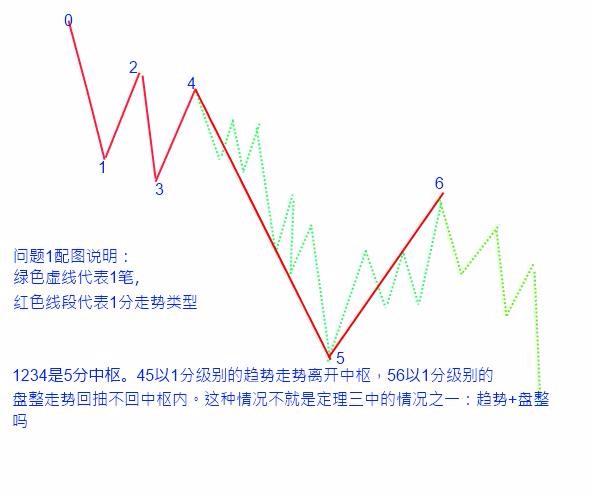 0
2
4
1
3
6
问题1配图说明：
绿色虚线代表1笔，
红色线段代表1分走势类型
5
1234是5分中枢。45以1分级别的趋势走势离开中枢，56以1分级别的
盘整走势回抽不回中枢内。这种情况不就是定理三中的情况之一：趋势+盘整
吗